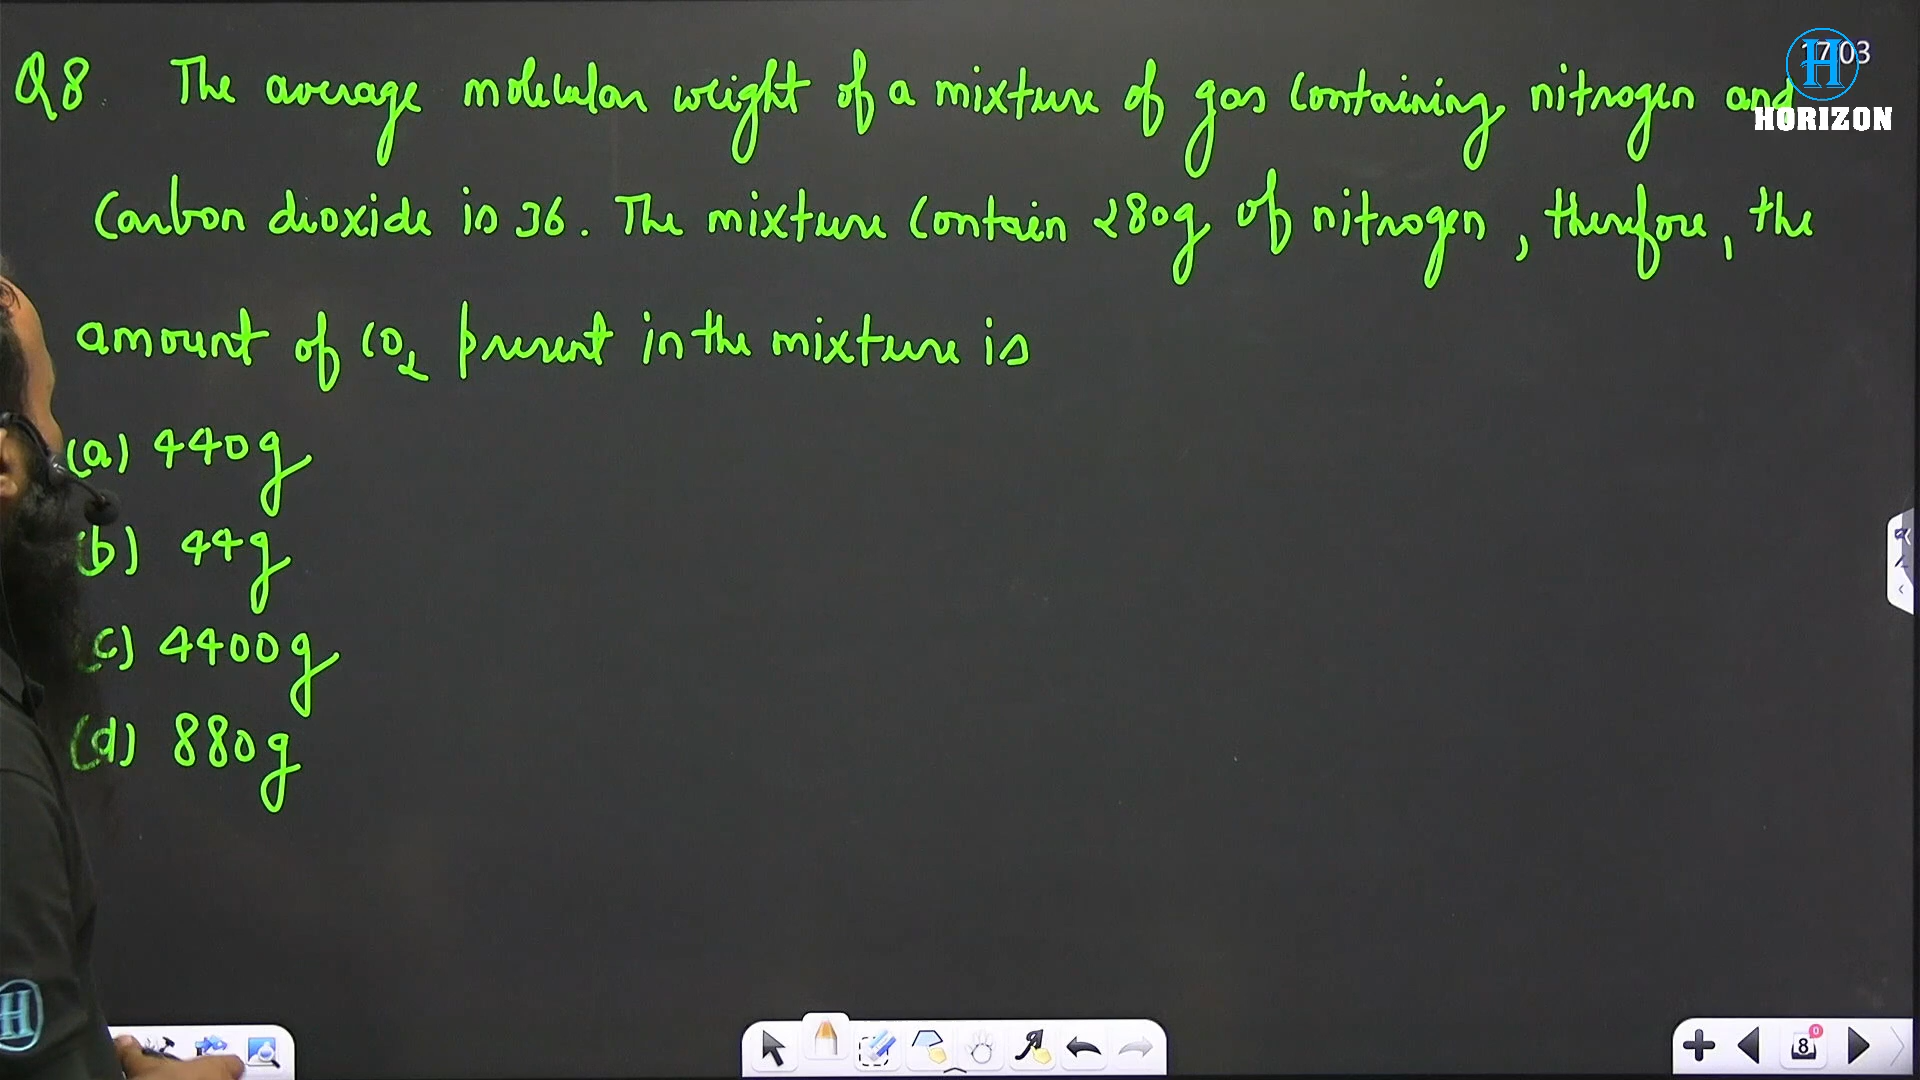 17:03
HORIZON
Q8 The average molecular weight of a mixture of gas containing nitrogen and
Carbon dioxide is 36. The mixture contain 280g of nitrogen, therefore, the
amount of CO₂ present in the mixture is
(a) 440g
(b) 44g
(c) 4400g
(d) 880g
H
8
0